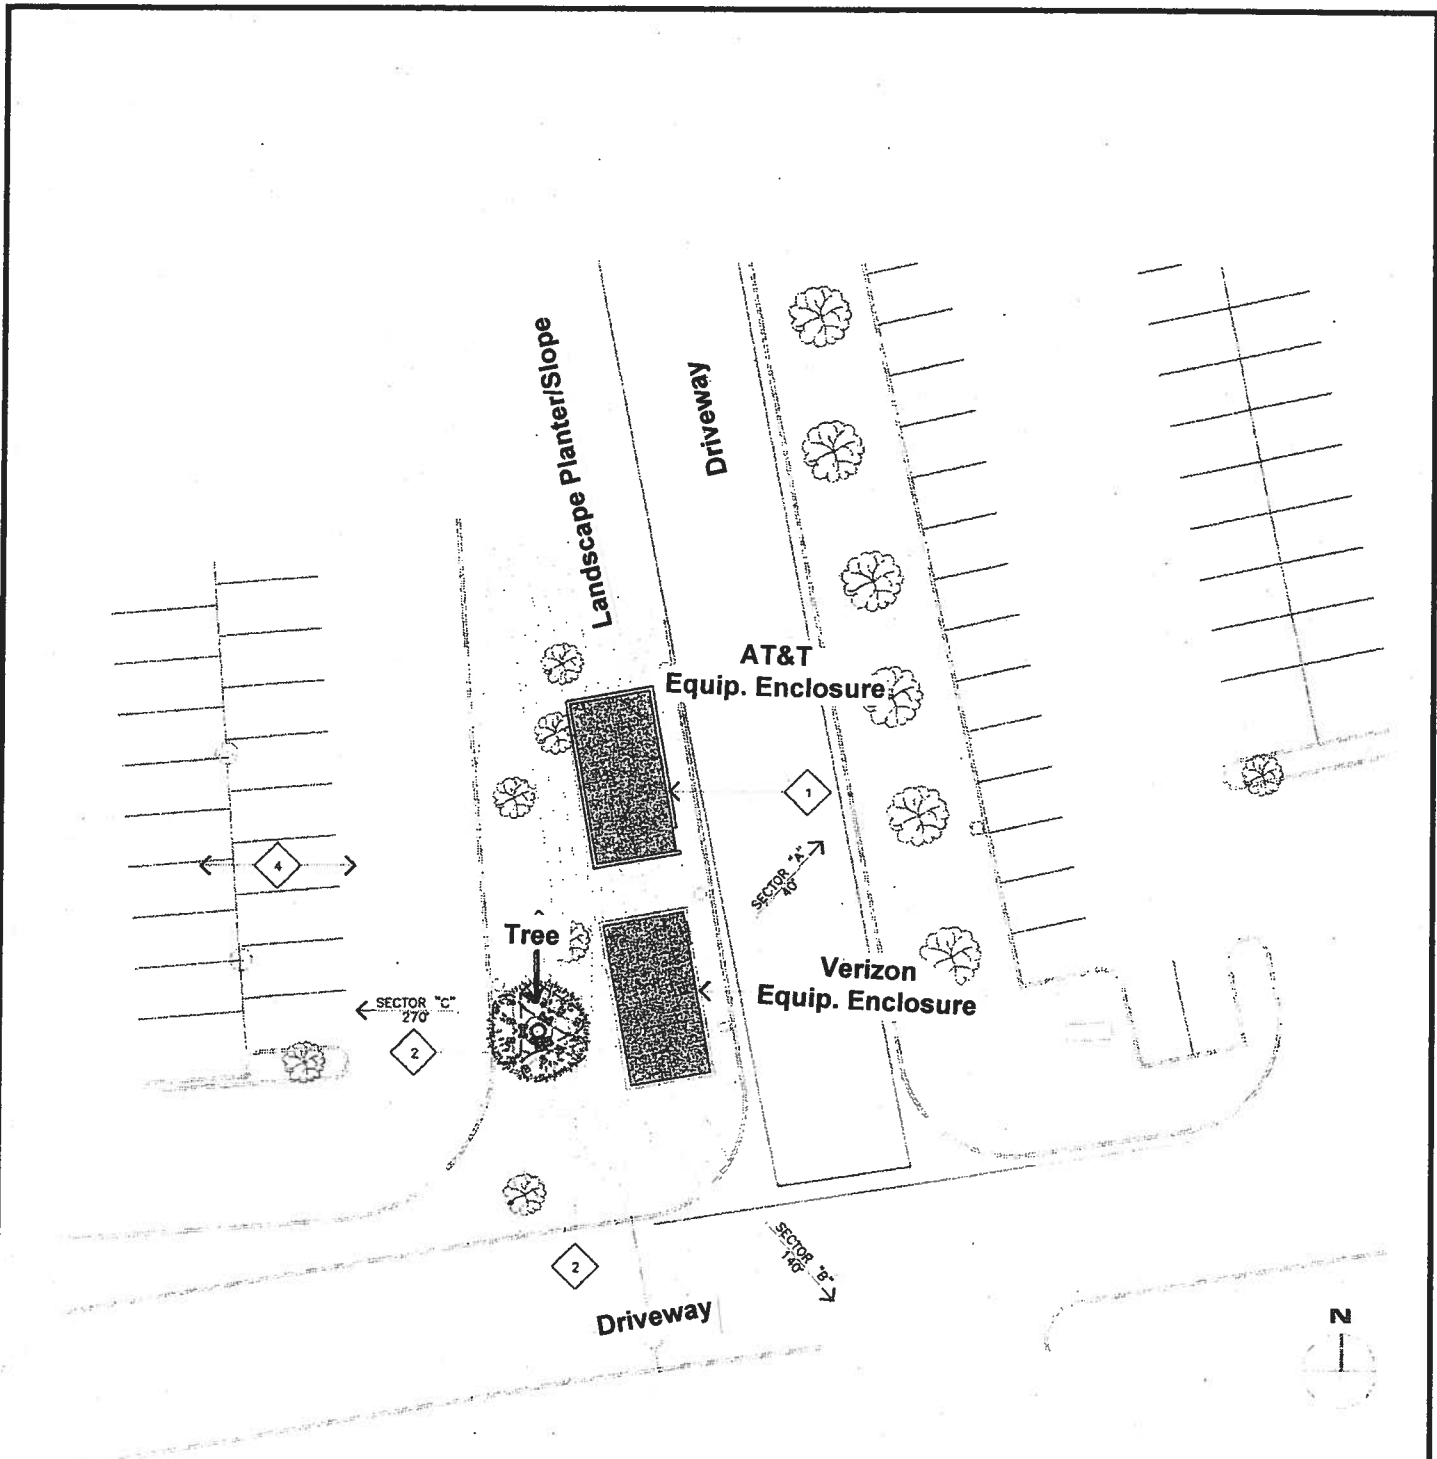 Landscape Planter/Slope
Driveway
AT&T
Equip. Enclosure
1
SECTOR "A"
40°
4
Tree
Verizon
Equip. Enclosure
SECTOR "C"
270°
2
2
SECTOR "B"
140°
Driveway
N